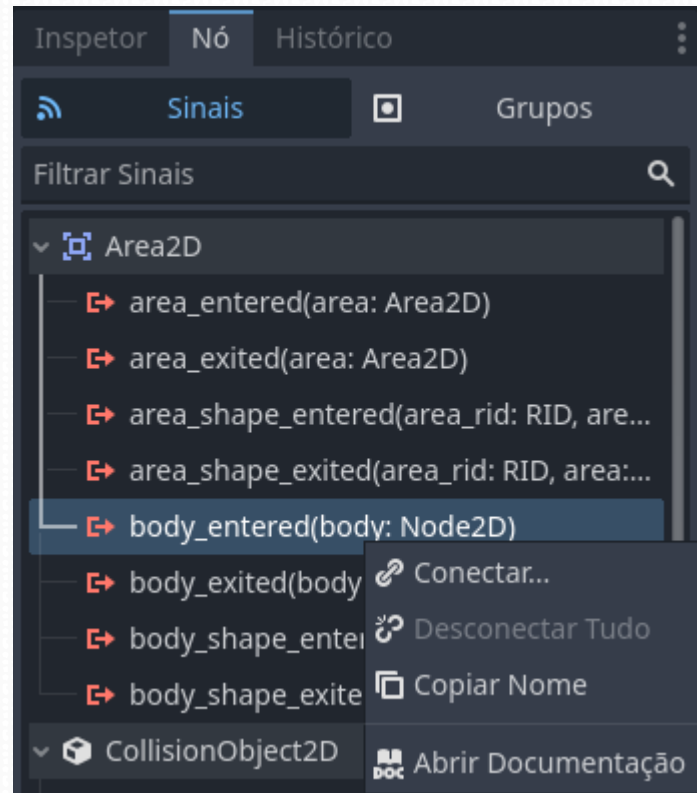 Inspetor Nó Histórico
Sinais Grupos
Filtrar Sinais
Area2D
area_entered(area: Area2D)
area_exited(area: Area2D)
area_shape_entered(area_rid: RID, are...
area_shape_exited(area_rid: RID, area:...
body_entered(body: Node2D)
body_exited(body
Conectar...
body_shape_enter
Desconectar Tudo
body_shape_exite
Copiar Nome
CollisionObject2D
DOC Abrir Documentação